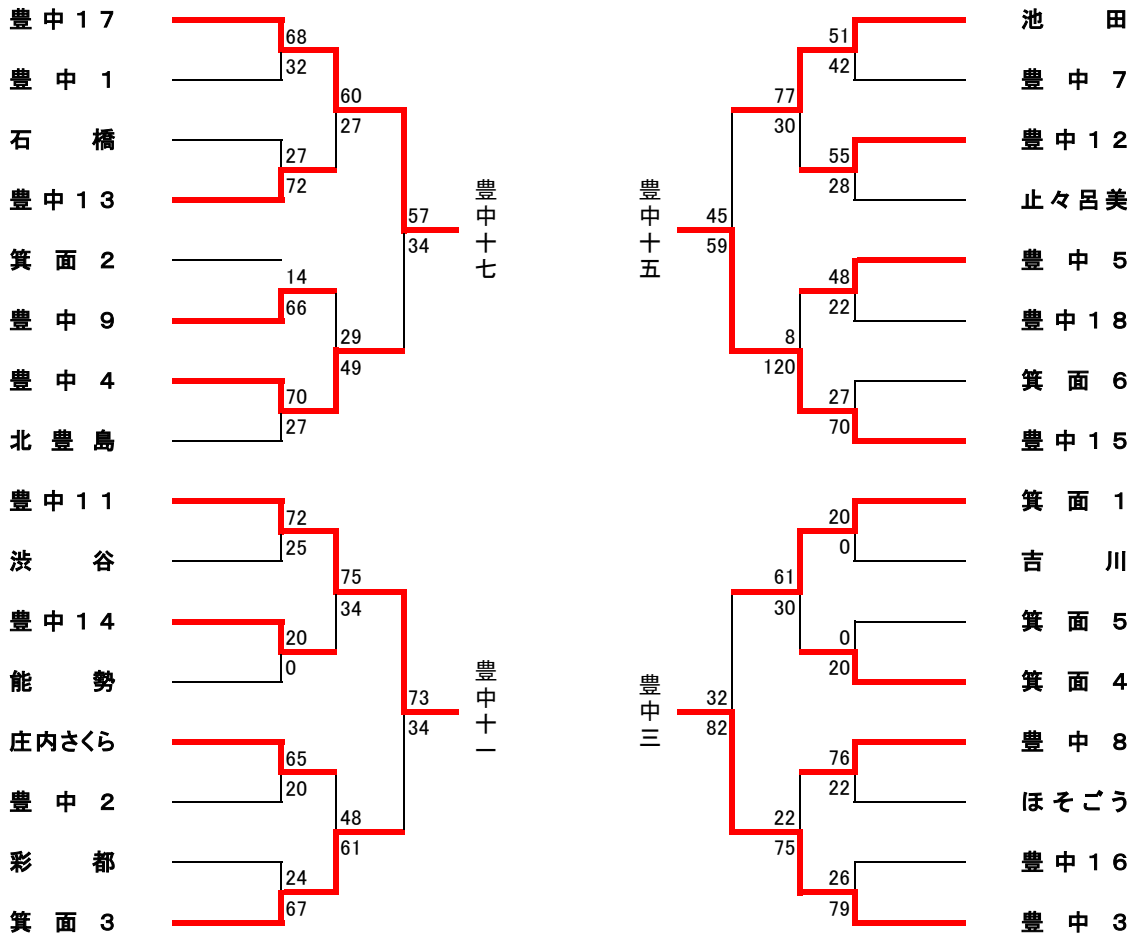 豊中１７
68
32
豊中１
60
27
石橋
27
72
豊中１３
57
34
豊中十七
箕面２
14
66
豊中９
29
49
豊中４
70
27
北豊島
豊中１１
72
25
渋谷
75
34
豊中１４
20
0
能勢
73
34
豊中十一
庄内さくら
65
20
豊中２
48
61
彩都
24
67
箕面３
池田
51
42
豊中７
77
30
豊中１２
55
28
止々呂美
豊中十五
45
59
豊中５
48
22
豊中１８
8
120
箕面６
27
70
豊中１５
箕面１
20
0
吉川
61
30
箕面５
0
20
箕面４
豊中三
32
82
豊中８
76
22
ほそごう
22
75
豊中１６
26
79
豊中３